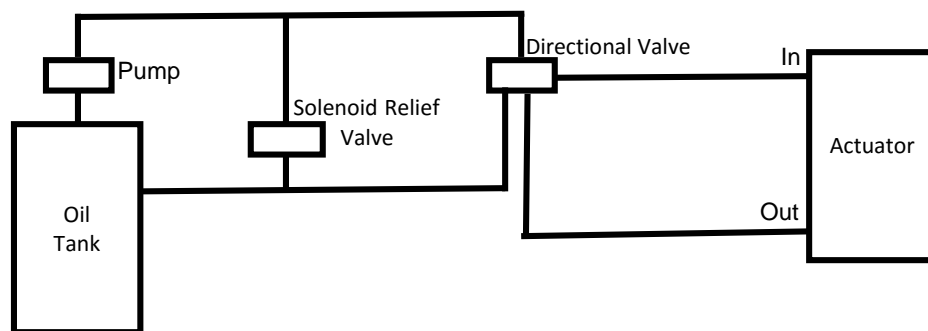 Directional Valve
In
Pump
Solenoid Relief
Valve
Actuator
Oil
Tank
Out